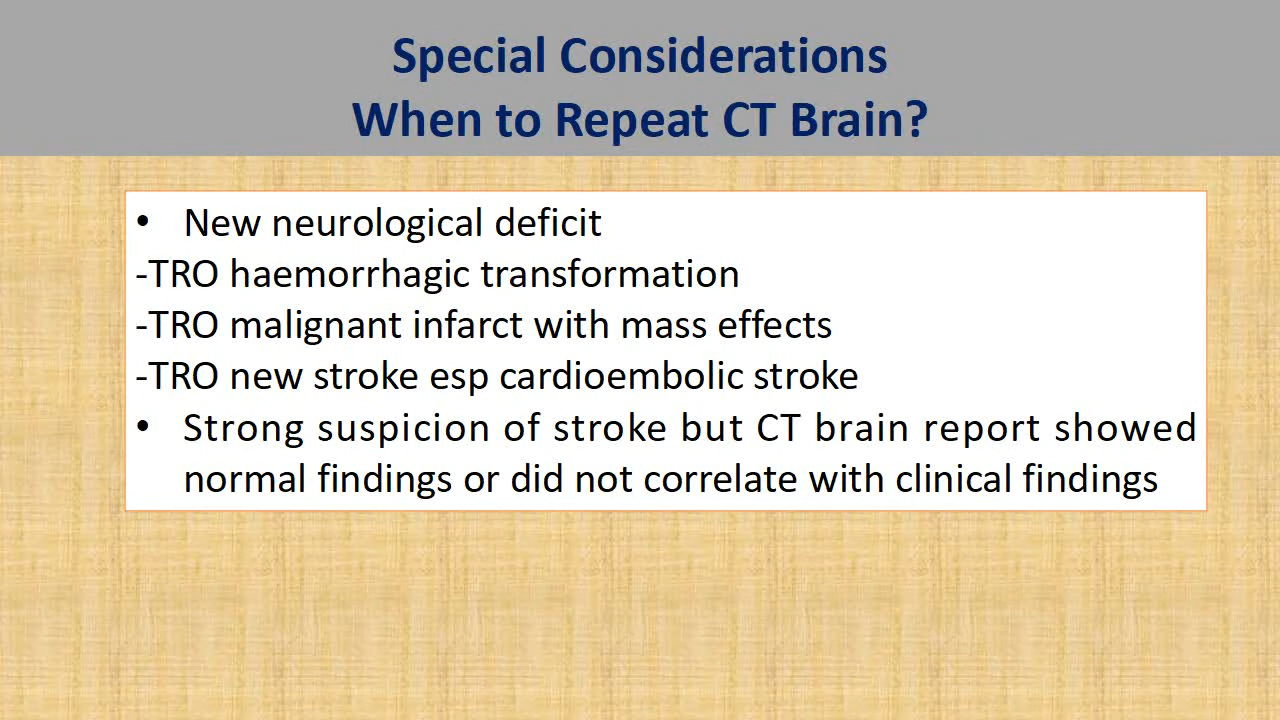 Special Considerations
When to Repeat CT Brain?
• New neurological deficit
-TRO haemorrhagic transformation
-TRO malignant infarct with mass effects
-TRO new stroke esp cardioembolic stroke
• Strong suspicion of stroke but CT brain report showed
normal findings or did not correlate with clinical findings